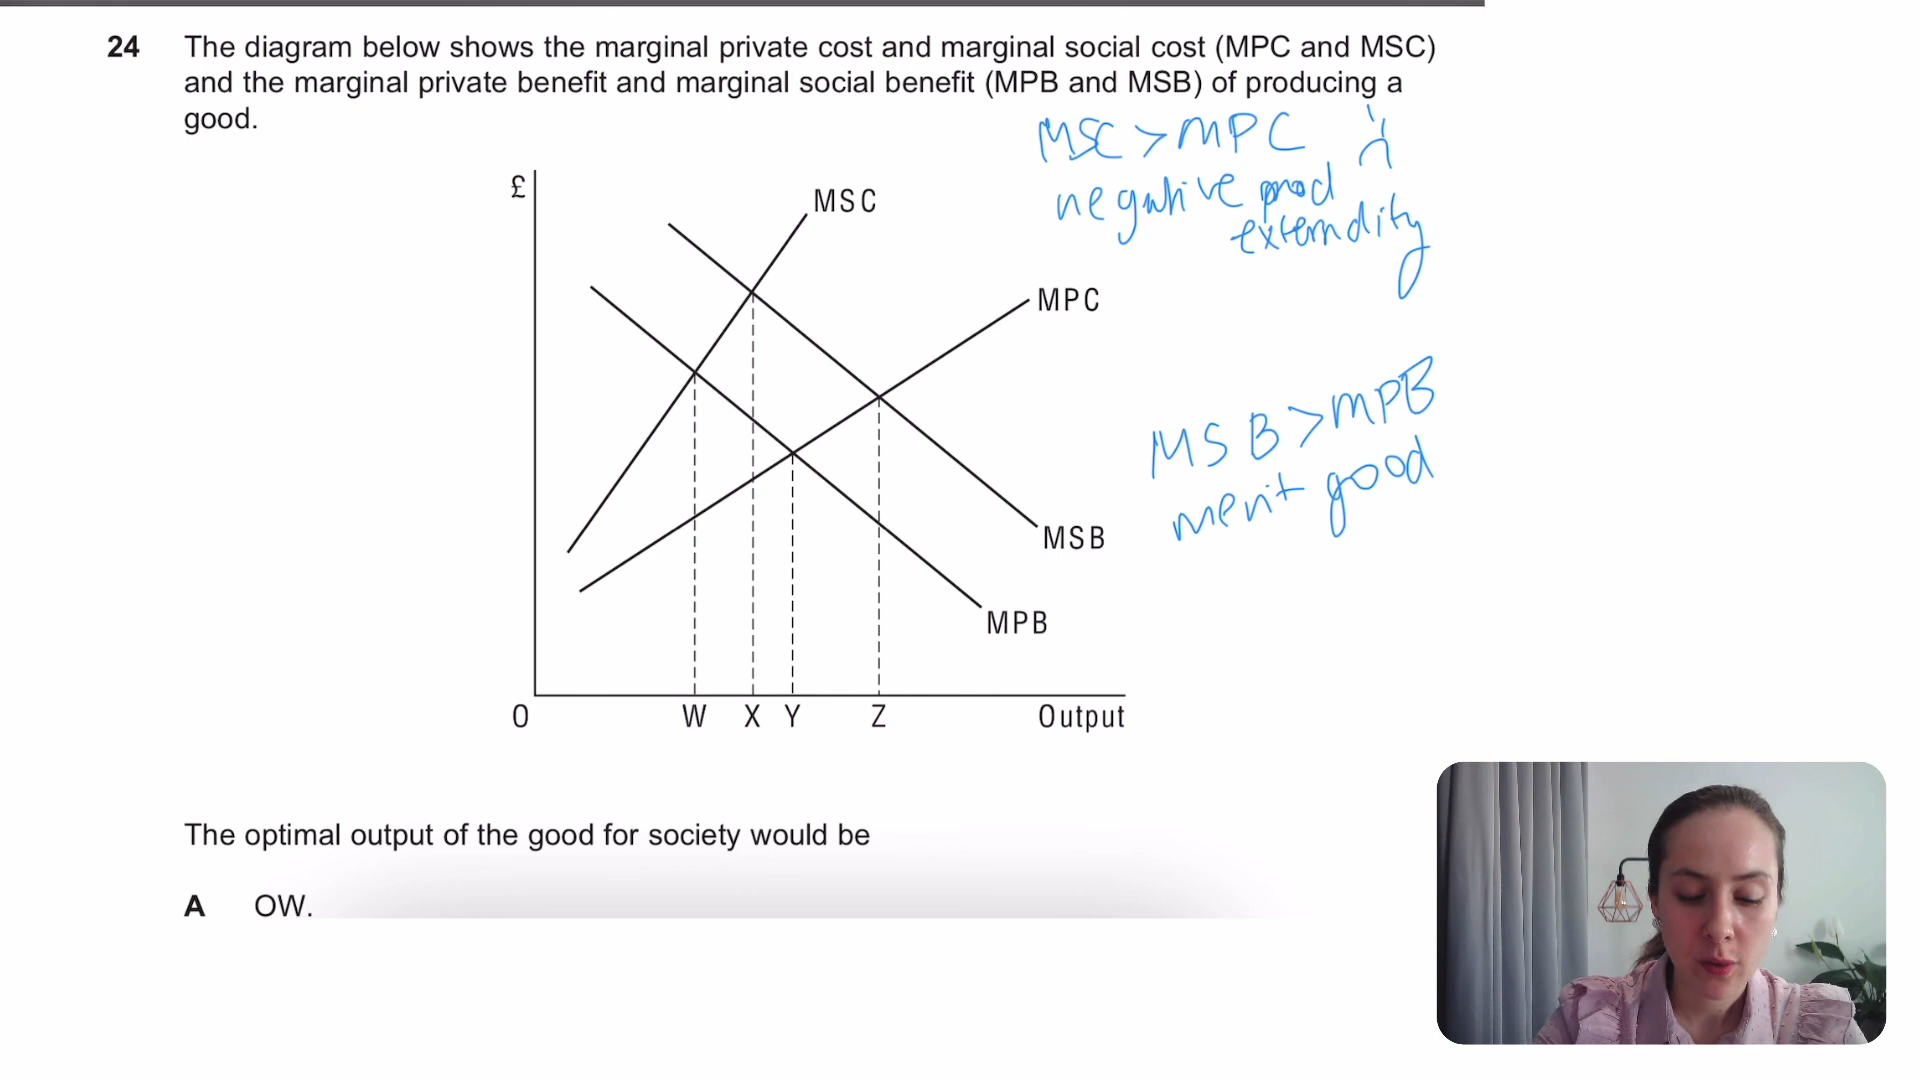 24 The diagram below shows the marginal private cost and marginal social cost (MPC and MSC)
and the marginal private benefit and marginal social benefit (MPB and MSB) of producing a
good.
MSC > MPC
negative prod
externality
£
MSC
MPC
MSB > MPB
merit good
MSB
MPB
O W X Y Z Output
The optimal output of the good for society would be
A OW.